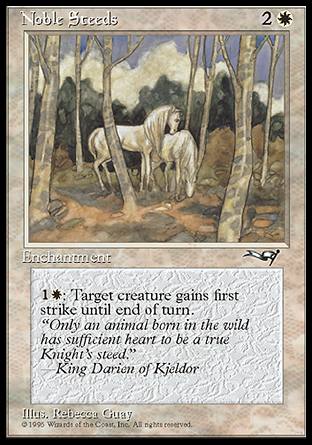 Noble Steeds 2
Enchantment
1: Target creature gains first
strike until end of turn.
"Only an animal born in the wild
has sufficient heart to be a true
Knight's steed."
—King Darien of Kjeldor
Illus. Rebecca Guay
© 1996 Wizards of the Coast, Inc. All rights reserved.